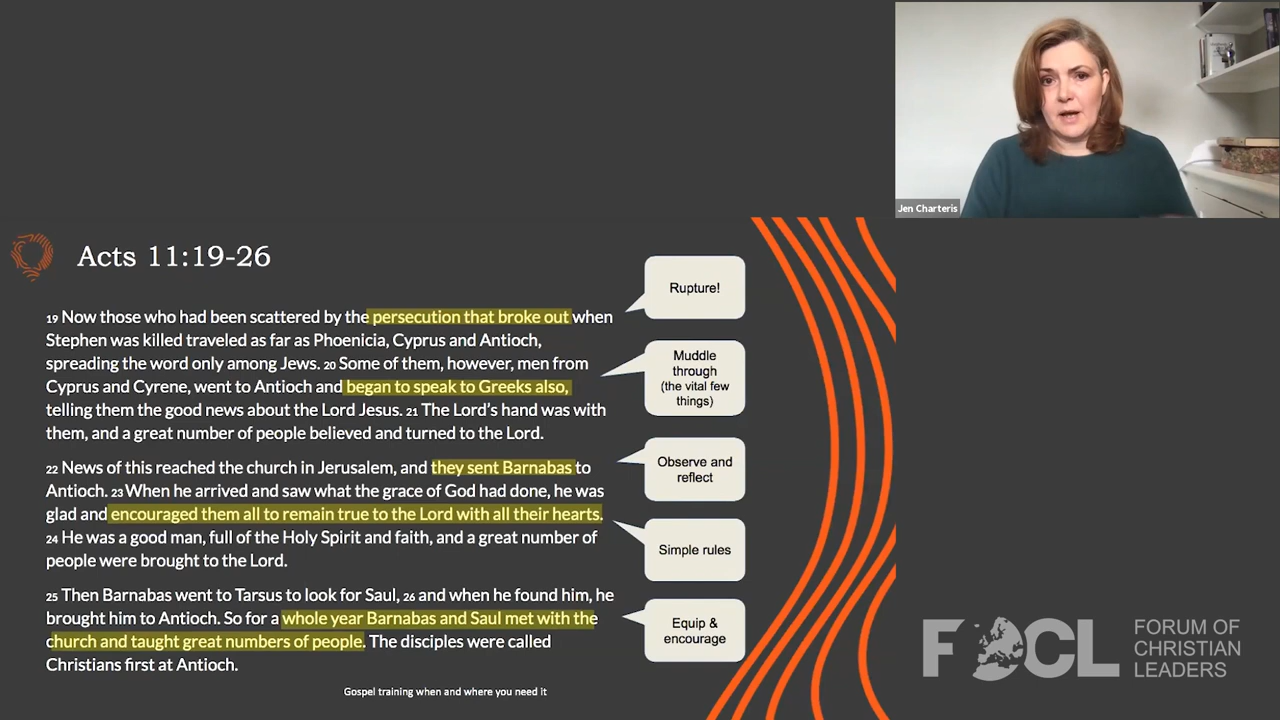 Jen Charteris
Acts 11:19-26
19 Now those who had been scattered by the persecution that broke out when
Stephen was killed traveled as far as Phoenicia, Cyprus and Antioch,
spreading the word only among Jews. 20 Some of them, however, men from
Cyprus and Cyrene, went to Antioch and began to speak to Greeks also,
telling them the good news about the Lord Jesus. 21 The Lord's hand was with
them, and a great number of people believed and turned to the Lord.
22 News of this reached the church in Jerusalem, and they sent Barnabas to
Antioch. 23 When he arrived and saw what the grace of God had done, he was
glad and encouraged them all to remain true to the Lord with all their hearts.
24 He was a good man, full of the Holy Spirit and faith, and a great number of
people were brought to the Lord.
25 Then Barnabas went to Tarsus to look for Saul, 26 and when he found him, he
brought him to Antioch. So for a whole year Barnabas and Saul met with the
church and taught great numbers of people. The disciples were called
Christians first at Antioch.
Rupture!
Muddle
through
(the vital few
things)
Observe and
reflect
Simple rules
Equip &
encourage
Gospel training when and where you need it
FOCL
FORUM OF
CHRISTIAN
LEADERS